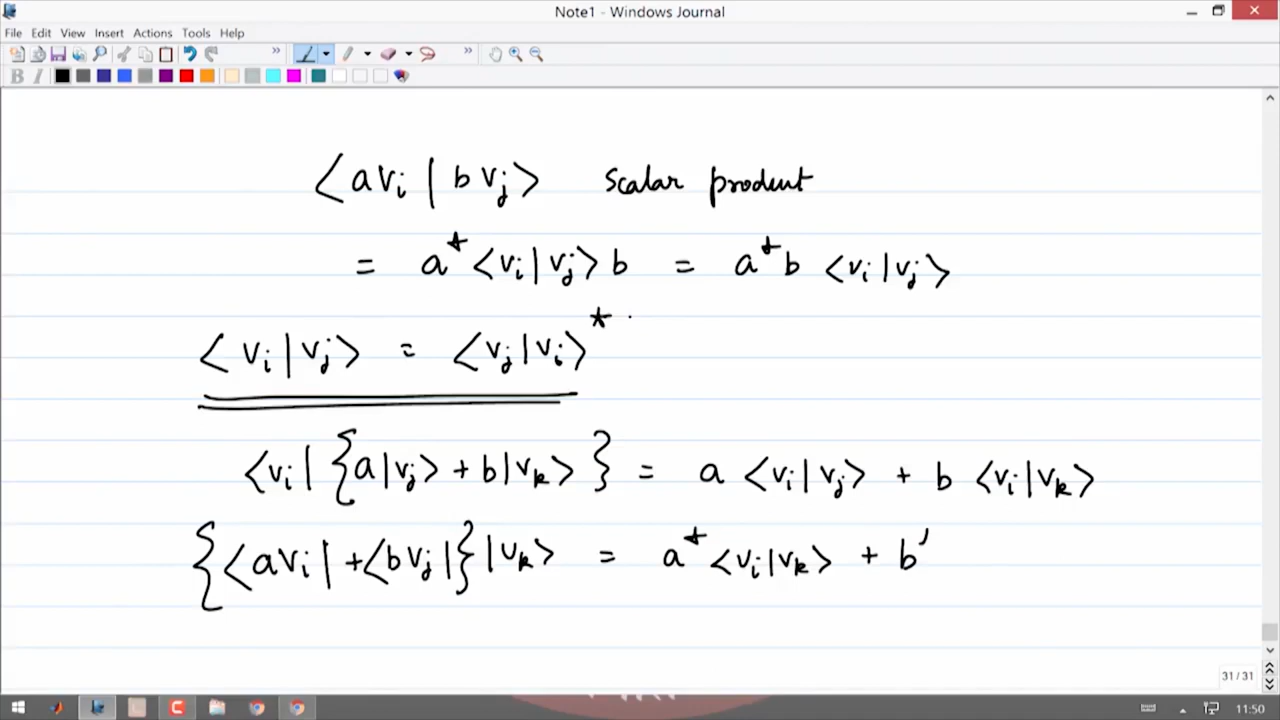 Note1 - Windows Journal
File Edit View Insert Actions Tools Help
B I
⟨avᵢ | bvⱼ⟩ scalar product
= a* ⟨vᵢ|vⱼ⟩ b = a*b ⟨vᵢ|vⱼ⟩
⟨vᵢ|vⱼ⟩ = ⟨vⱼ|vᵢ⟩*
⟨vᵢ| {a|vⱼ⟩ + b|vₖ⟩} = a ⟨vᵢ|vⱼ⟩ + b ⟨vᵢ|vₖ⟩
{⟨avᵢ| + ⟨bvⱼ|} |vₖ⟩ = a* ⟨vᵢ|vₖ⟩ + b'
31 / 31
11:50